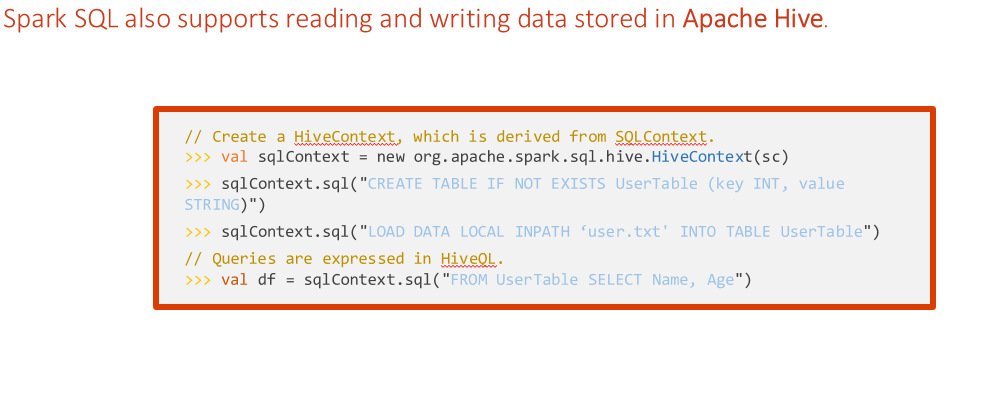 Spark SQL also supports reading and writing data stored in Apache Hive.
// Create a HiveContext, which is derived from SQLContext.
>>> val sqlContext = new org.apache.spark.sql.hive.HiveContext(sc)
>>> sqlContext.sql("CREATE TABLE IF NOT EXISTS UserTable (key INT, value
STRING)")
>>> sqlContext.sql("LOAD DATA LOCAL INPATH ‘user.txt' INTO TABLE UserTable")
// Queries are expressed in HiveQL.
>>> val df = sqlContext.sql("FROM UserTable SELECT Name, Age")